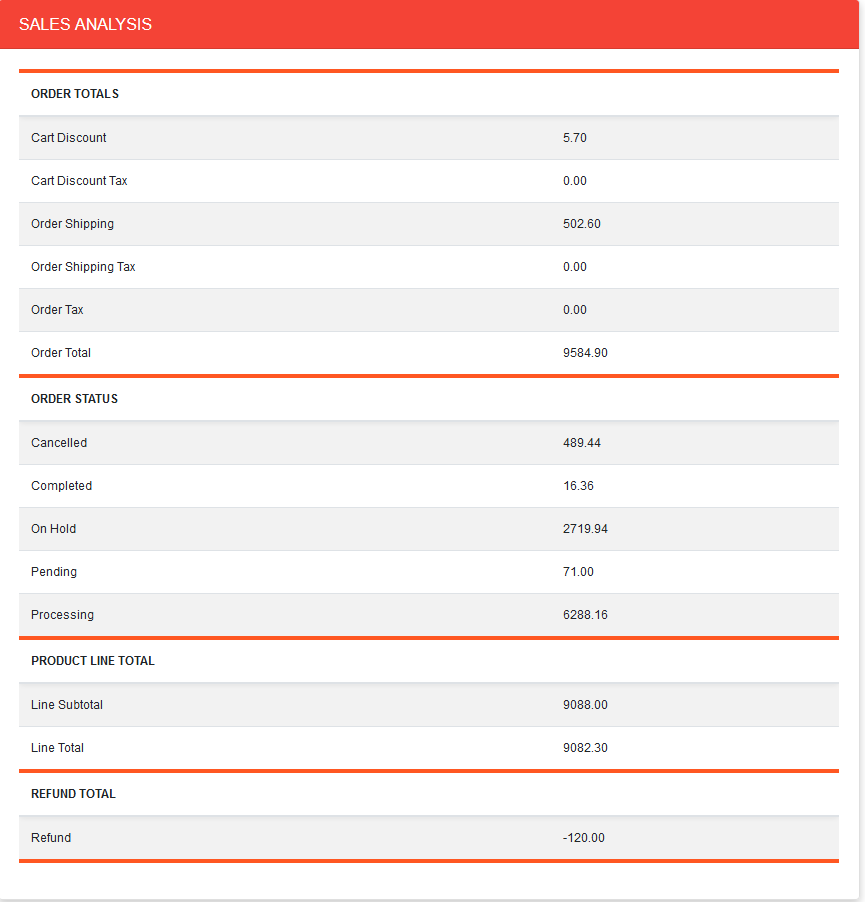 SALES ANALYSIS
ORDER TOTALS
Cart Discount 5.70
Cart Discount Tax 0.00
Order Shipping 502.60
Order Shipping Tax 0.00
Order Tax 0.00
Order Total 9584.90
ORDER STATUS
Cancelled 489.44
Completed 16.36
On Hold 2719.94
Pending 71.00
Processing 6288.16
PRODUCT LINE TOTAL
Line Subtotal 9088.00
Line Total 9082.30
REFUND TOTAL
Refund -120.00